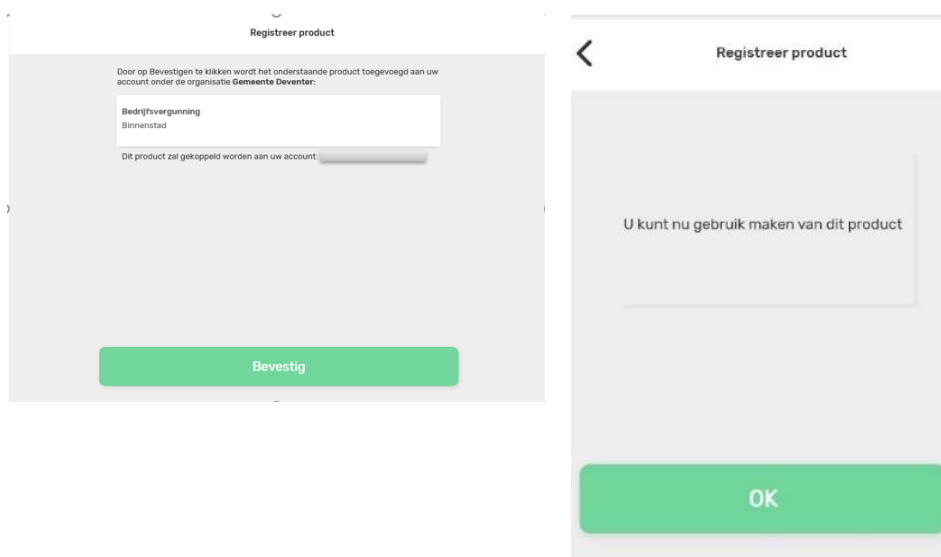 Registreer product
Door op Bevestigen te klikken wordt het onderstaande product toegevoegd aan uw
account onder de organisatie Gemeente Deventer:
Bedrijfsvergunning
Binnenstad
Dit product zal gekoppeld worden aan uw account:
Bevestig
Registreer product
U kunt nu gebruik maken van dit product
OK